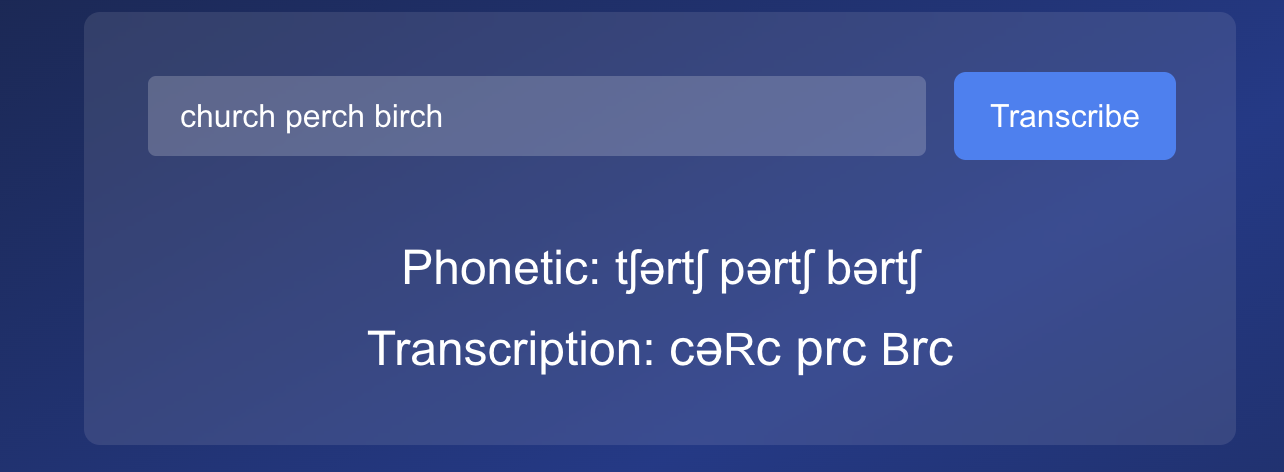 church perch birch
Transcribe
Phonetic: tʃərtʃ pərtʃ bərtʃ
Transcription: cəRc prc Brc